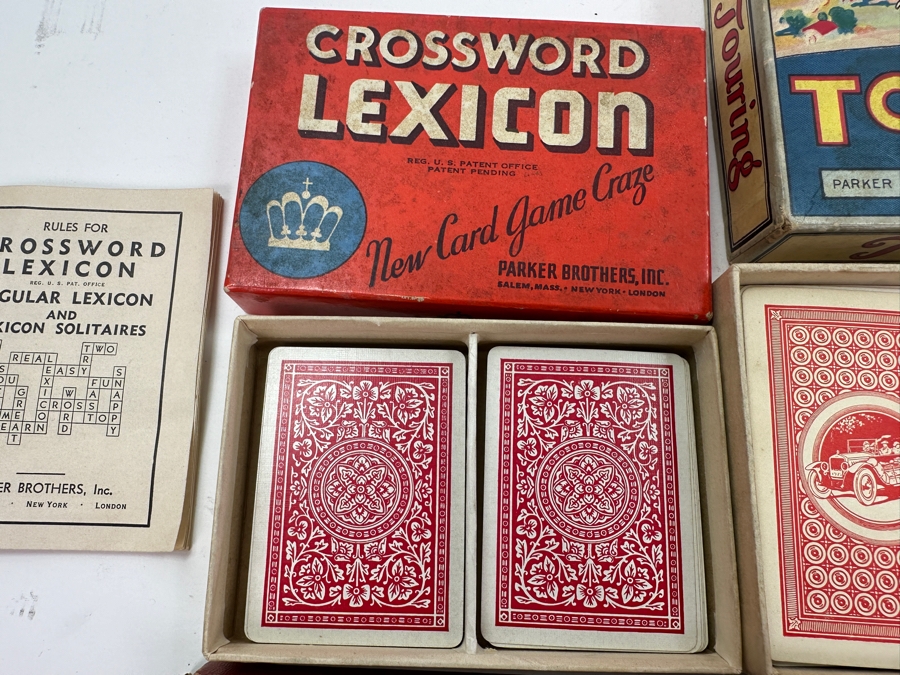 CROSSWORD
LEXICON
REG. U. S. PATENT OFFICE
PATENT PENDING
New Card Game Craze
PARKER BROTHERS, INC.
SALEM, MASS. • NEW YORK • LONDON
RULES FOR
ROSSWORD
LEXICON
REG. U. S. PAT. OFFICE
GULAR LEXICON
AND
XICON SOLITAIRES
TWO
REAL
EASY
FUN
CROSS
TOP
EARN
ER BROTHERS, Inc.
• NEW YORK • LONDON
Touring
TO
PARKER